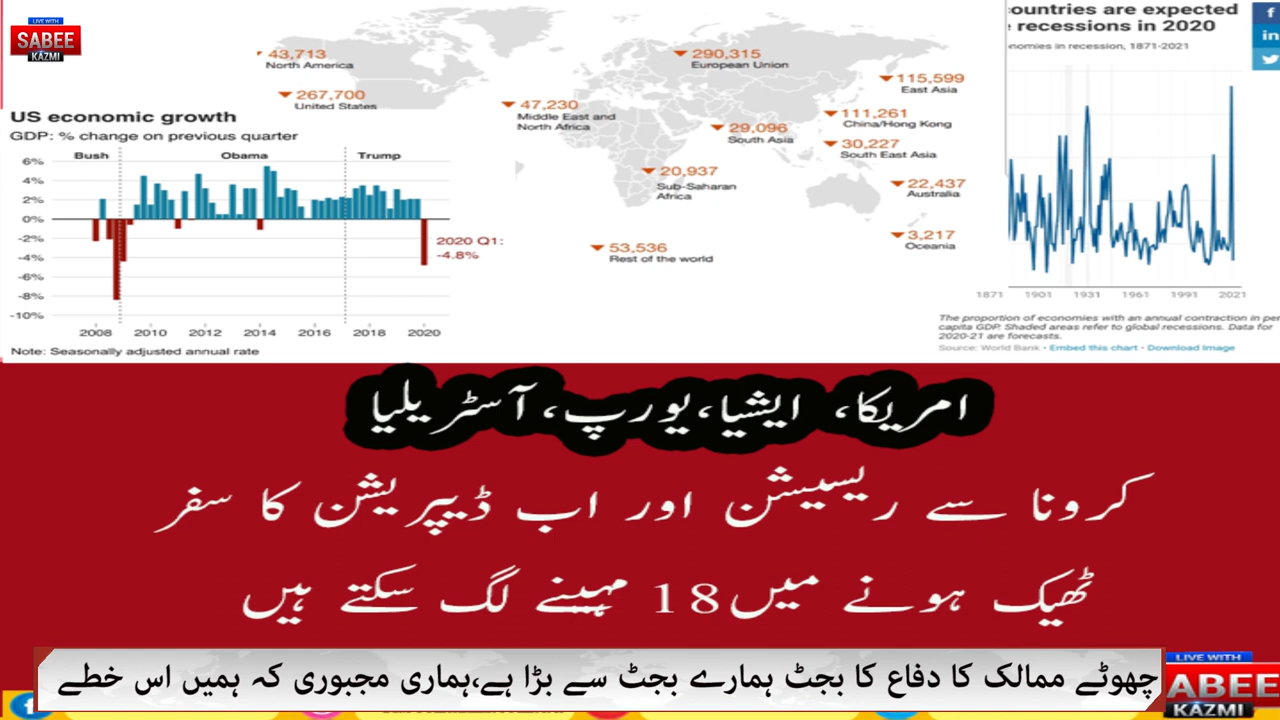 LIVE WITH
SABEE
KAZMI
43,713
North America
267,700
United States
47,230
Middle East and
North Africa
290,315
European Union
29,096
South Asia
20,937
Sub-Saharan
Africa
53,536
Rest of the world
115,599
East Asia
111,261
China/Hong Kong
30,227
South East Asia
22,437
Australia
3,217
Oceania
US economic growth
GDP: % change on previous quarter
Bush Obama Trump
6%
4%
2%
0%
-2%
-4%
-6%
-8%
-10%
2020 Q1:
-4.8%
2008 2010 2012 2014 2016 2018 2020
Note: Seasonally adjusted annual rate
ountries are expected
recessions in 2020
nomies in recession, 1871-2021
f
in
1871 1901 1931 1961 1991 2021
The proportion of economies with an annual contraction in per
capita GDP. Shaded areas refer to global recessions. Data for
2020-21 are forecasts.
Source: World Bank • Embed this chart • Download Image
امریکا، ایشیا،یورپ،آسٹریلیا
کرونا سے ریسیشن اور اب ڈیپریشن کا سفر
ٹھیک ہونے میں 18 مہینے لگ سکتے ہیں
چھوٹے ممالک کا دفاع کا بجٹ ہمارے بجٹ سے بڑا ہے،ہماری مجبوری کہ ہمیں اس خطے
LIVE WITH
ABEE
KAZMI